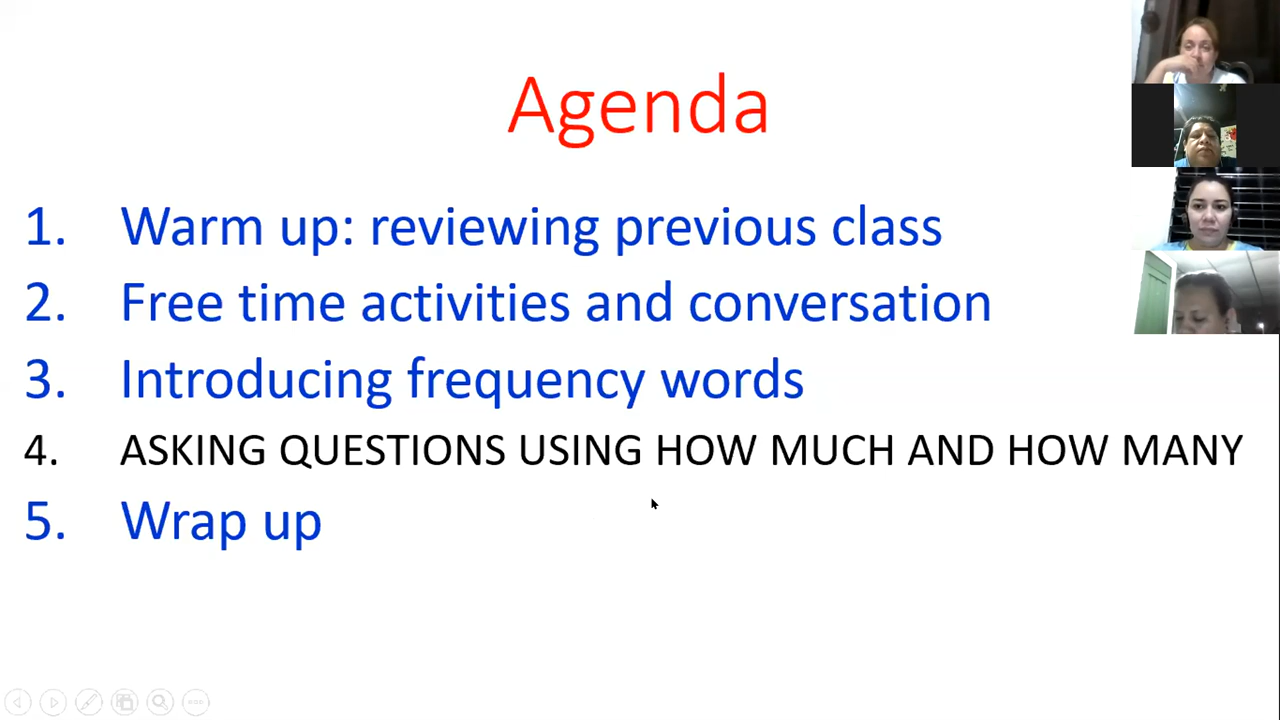 Agenda
1. Warm up: reviewing previous class
2. Free time activities and conversation
3. Introducing frequency words
4. ASKING QUESTIONS USING HOW MUCH AND HOW MANY
5. Wrap up